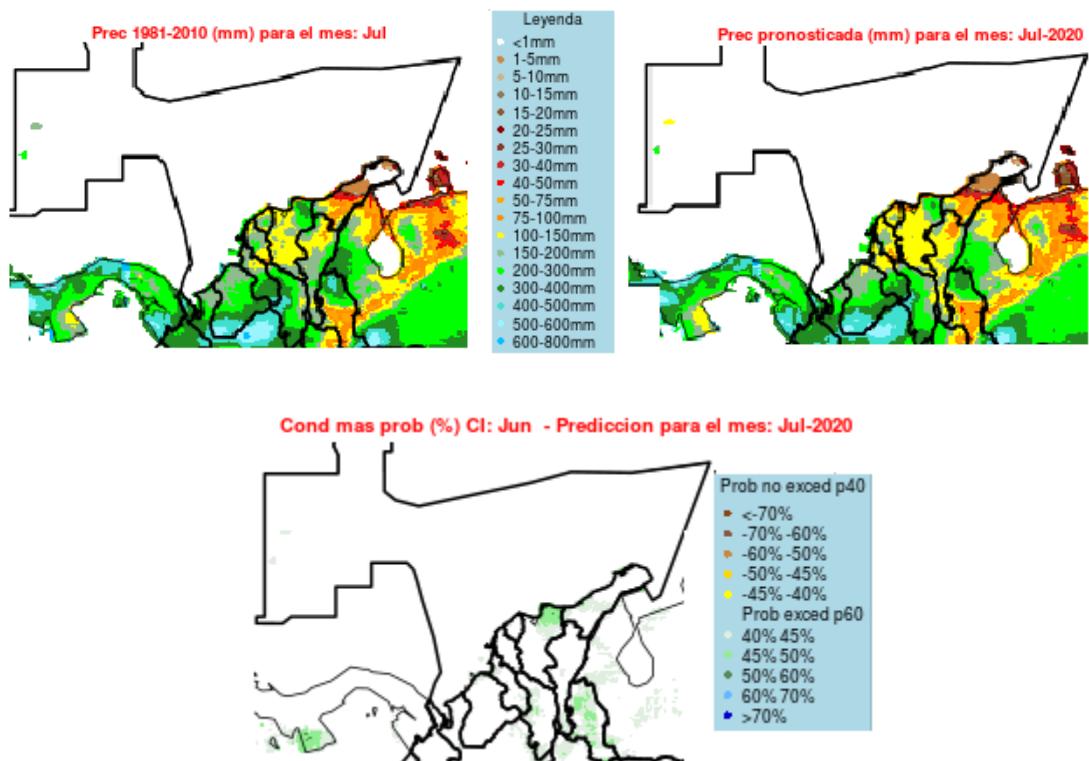 Prec 1981-2010 (mm) para el mes: Jul
Leyenda
<1mm
1-5mm
5-10mm
10-15mm
15-20mm
20-25mm
25-30mm
30-40mm
40-50mm
50-75mm
75-100mm
100-150mm
150-200mm
200-300mm
300-400mm
400-500mm
500-600mm
600-800mm
Prec pronosticada (mm) para el mes: Jul-2020
Cond mas prob (%) CI: Jun - Prediccion para el mes: Jul-2020
Prob no exced p40
<-70%
-70% -60%
-60% -50%
-50% -45%
-45% -40%
Prob exced p60
40% 45%
45% 50%
50% 60%
60% 70%
>70%